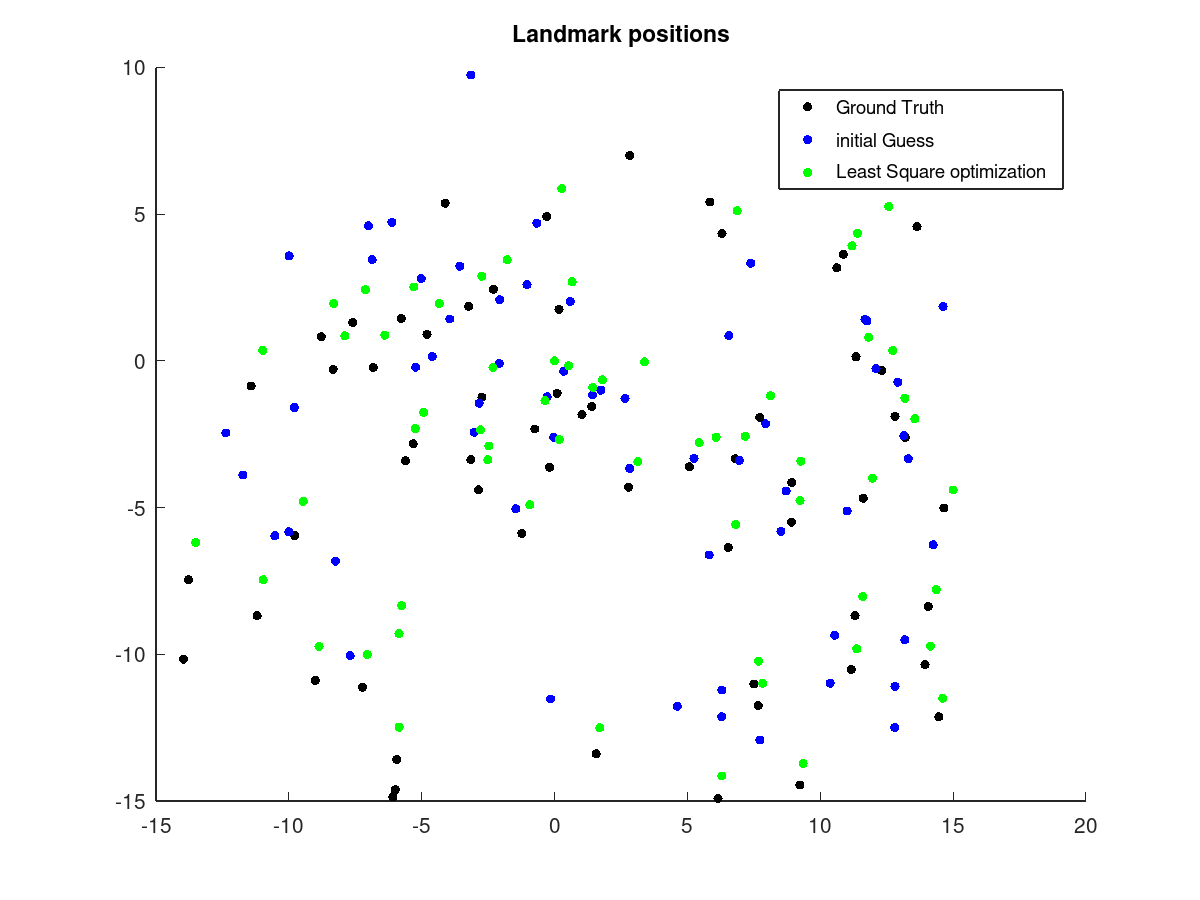 Landmark positions
10
Ground Truth
initial Guess
Least Square optimization
5
0
-5
-10
-15
-15 -10 -5 0 5 10 15 20